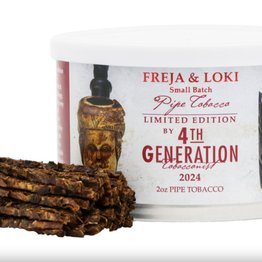 FREJA & LOKI
Small Batch
Pipe Tobacco
LIMITED EDITION
BY 4TH
GENERATION
Tobacconist
2024
2oz PIPE TOBACCO